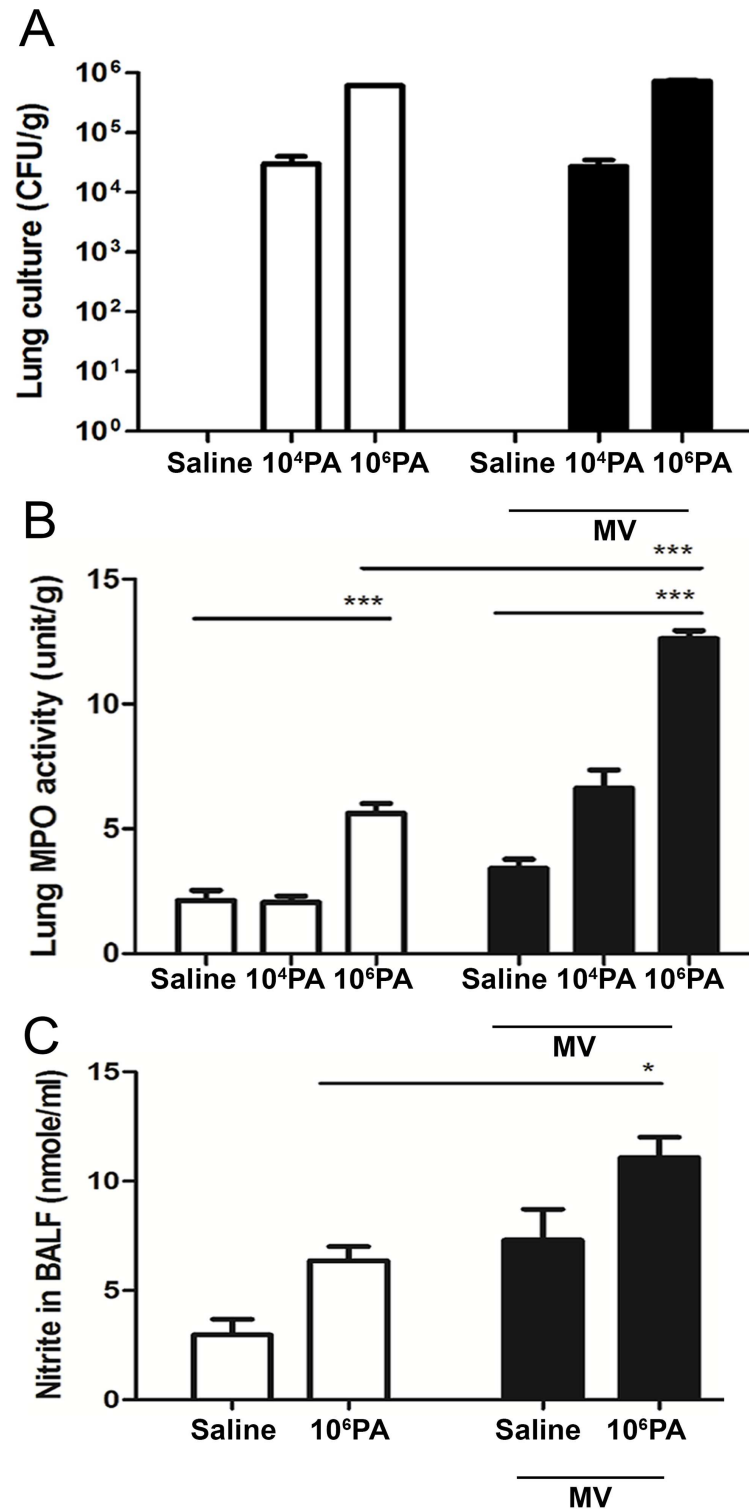 A
Lung culture (CFU/g)
10⁶
10⁵
10⁴
10³
10²
10¹
10⁰
Saline 10⁴PA 10⁶PA Saline 10⁴PA 10⁶PA
MV
B
Lung MPO activity (unit/g)
***
*** ***
15
10
5
0
Saline 10⁴PA 10⁶PA Saline 10⁴PA 10⁶PA
MV
C
Nitrite in BALF (nmole/ml)
*
15
10
5
0
Saline 10⁶PA Saline 10⁶PA
MV